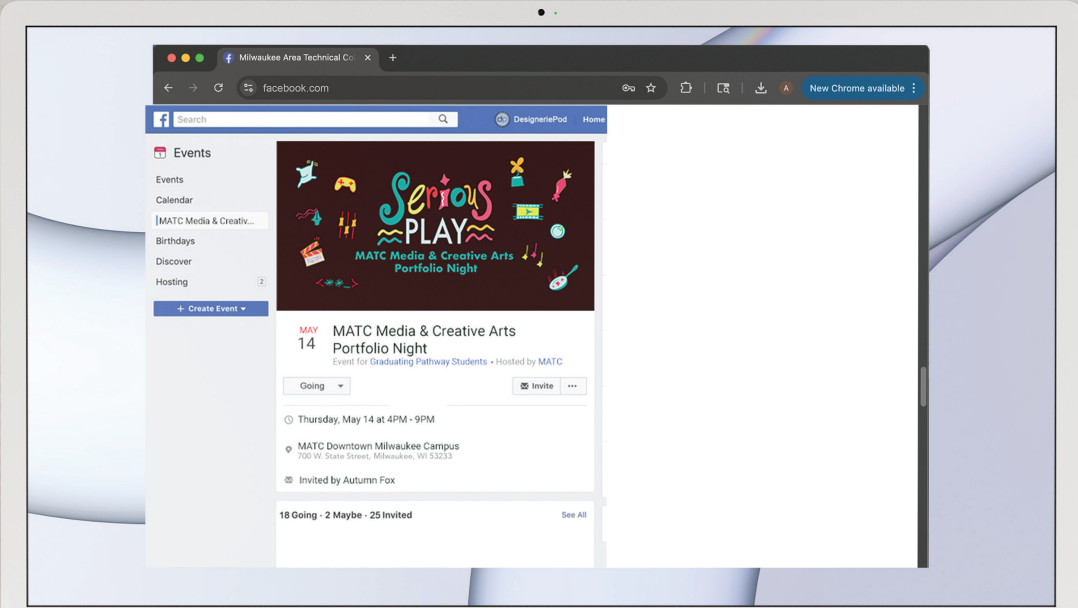 Milwaukee Area Technical Co
facebook.com
A
New Chrome available
Search
DesigneriePod
Home
1
Events
Events
Calendar
MATC Media & Creativ...
Birthdays
Discover
Hosting
2
+ Create Event
Serious
PLAY
MATC Media & Creative Arts
Portfolio Night
<***_>
MAY
14
MATC Media & Creative Arts
Portfolio Night
Event for Graduating Pathway Students • Hosted by MATC
Going
Invite
...
Thursday, May 14 at 4PM - 9PM
MATC Downtown Milwaukee Campus
700 W. State Street, Milwaukee, WI 53233
Invited by Autumn Fox
18 Going · 2 Maybe · 25 Invited
See All